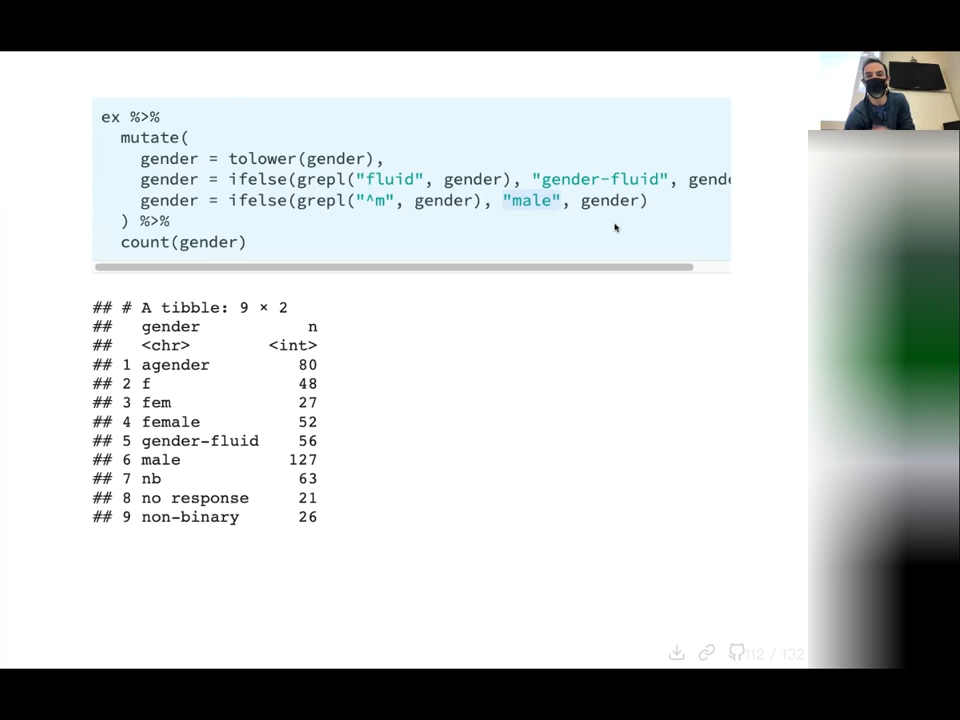 ex %>%
mutate(
gender = tolower(gender),
gender = ifelse(grepl("fluid", gender), "gender-fluid", gende
gender = ifelse(grepl("^m", gender), "male", gender)
) %>%
count(gender)
## # A tibble: 9 × 2
## gender n
## <chr> <int>
## 1 agender 80
## 2 f 48
## 3 fem 27
## 4 female 52
## 5 gender-fluid 56
## 6 male 127
## 7 nb 63
## 8 no response 21
## 9 non-binary 26
112 / 132